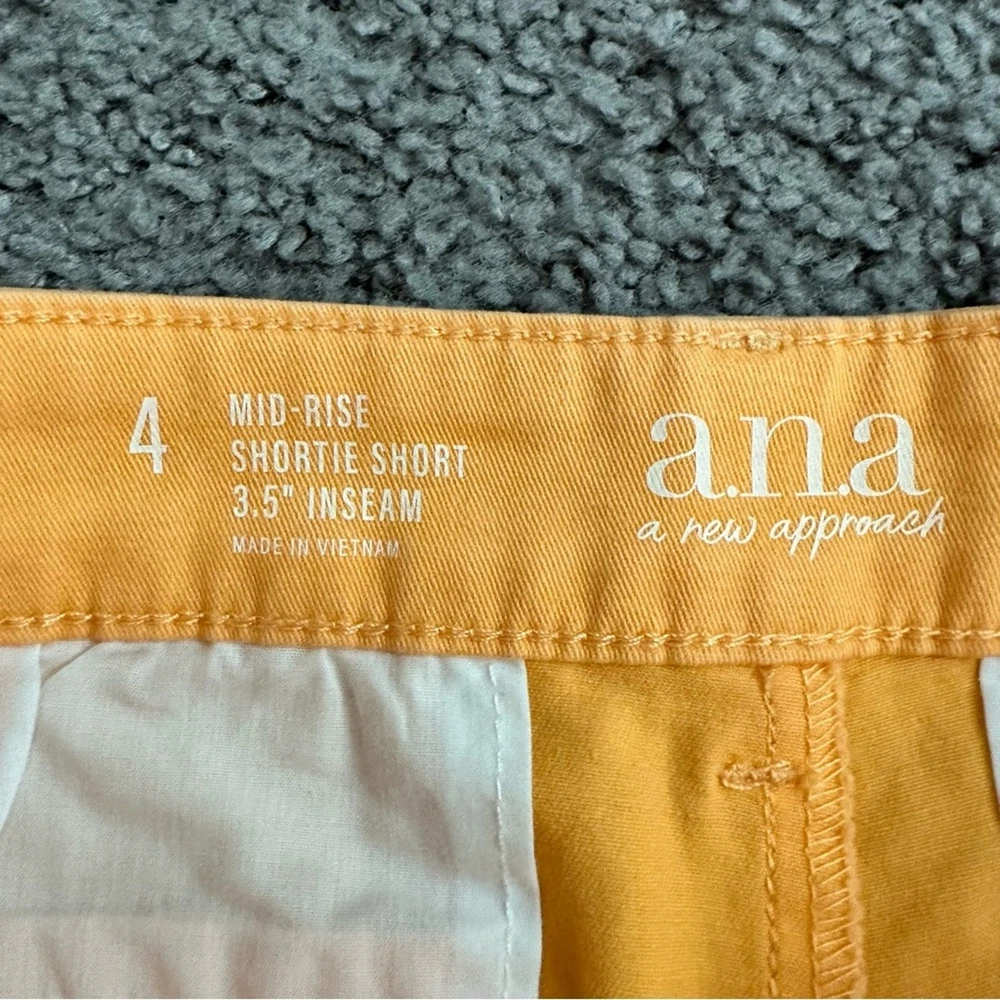 4
MID-RISE
SHORTIE SHORT
3.5" INSEAM
MADE IN VIETNAM
a.n.a
a new approach